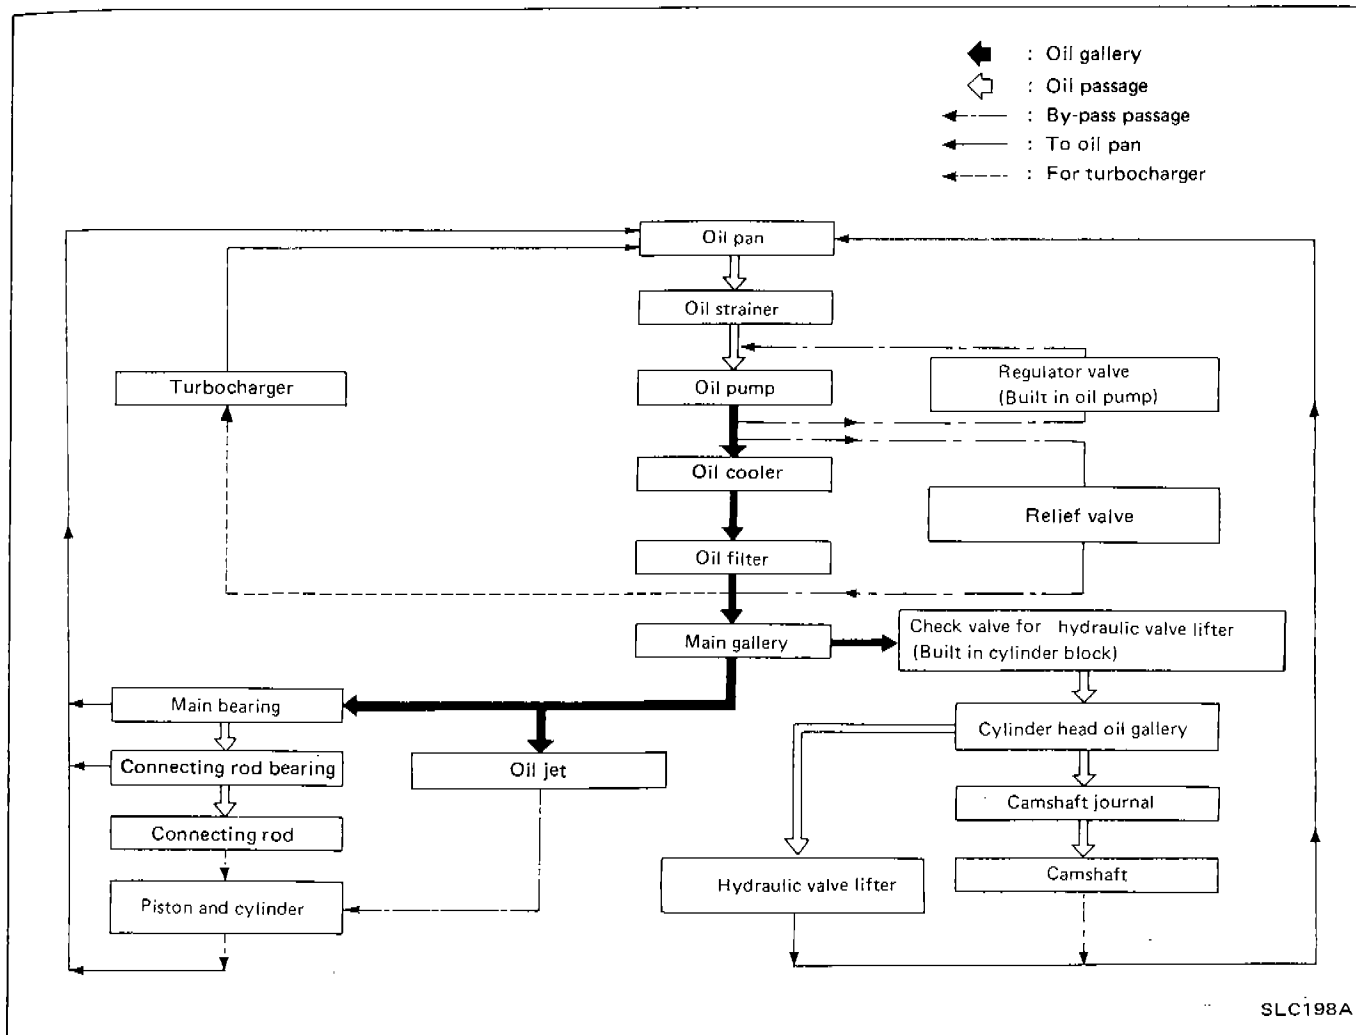 : Oil gallery
: Oil passage
: By-pass passage
: To oil pan
: For turbocharger
Oil pan
Oil strainer
Turbocharger
Oil pump
Regulator valve
(Built in oil pump)
Oil cooler
Relief valve
Oil filter
Main gallery
Check valve for hydraulic valve lifter
(Built in cylinder block)
Main bearing
Cylinder head oil gallery
Connecting rod bearing
Oil jet
Camshaft journal
Connecting rod
Camshaft
Hydraulic valve lifter
Piston and cylinder
SLC198A